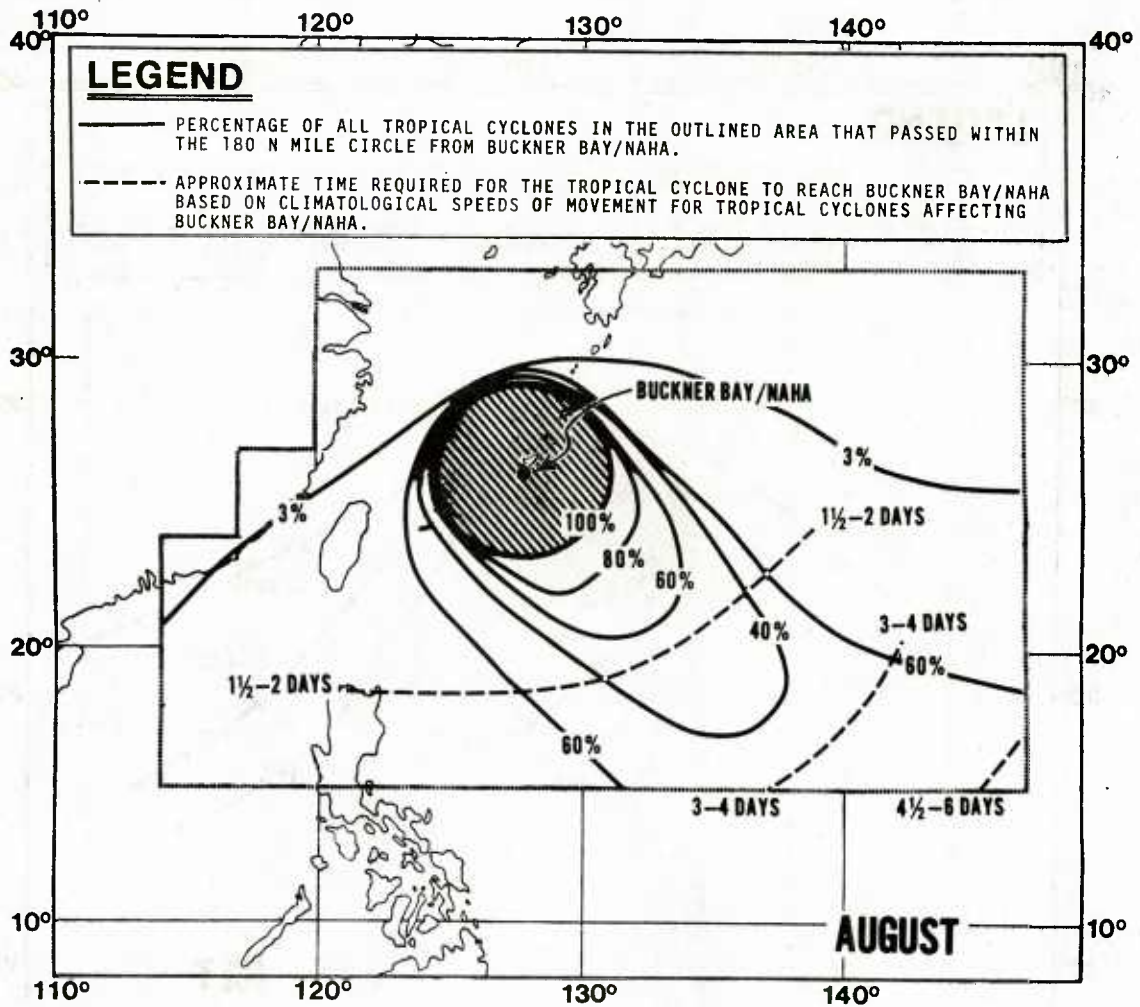 110° 120° 130° 140°
40° 40°
LEGEND
PERCENTAGE OF ALL TROPICAL CYCLONES IN THE OUTLINED AREA THAT PASSED WITHIN
THE 180 N MILE CIRCLE FROM BUCKNER BAY/NAHA.
APPROXIMATE TIME REQUIRED FOR THE TROPICAL CYCLONE TO REACH BUCKNER BAY/NAHA
BASED ON CLIMATOLOGICAL SPEEDS OF MOVEMENT FOR TROPICAL CYCLONES AFFECTING
BUCKNER BAY/NAHA.
30° 30°
BUCKNER BAY/NAHA
3%
3%
100%
1½-2 DAYS
80%
60%
40%
3-4 DAYS
20° 20°
60%
1½-2 DAYS
60%
3-4 DAYS
4½-6 DAYS
10° 10°
AUGUST
110° 120° 130° 140°